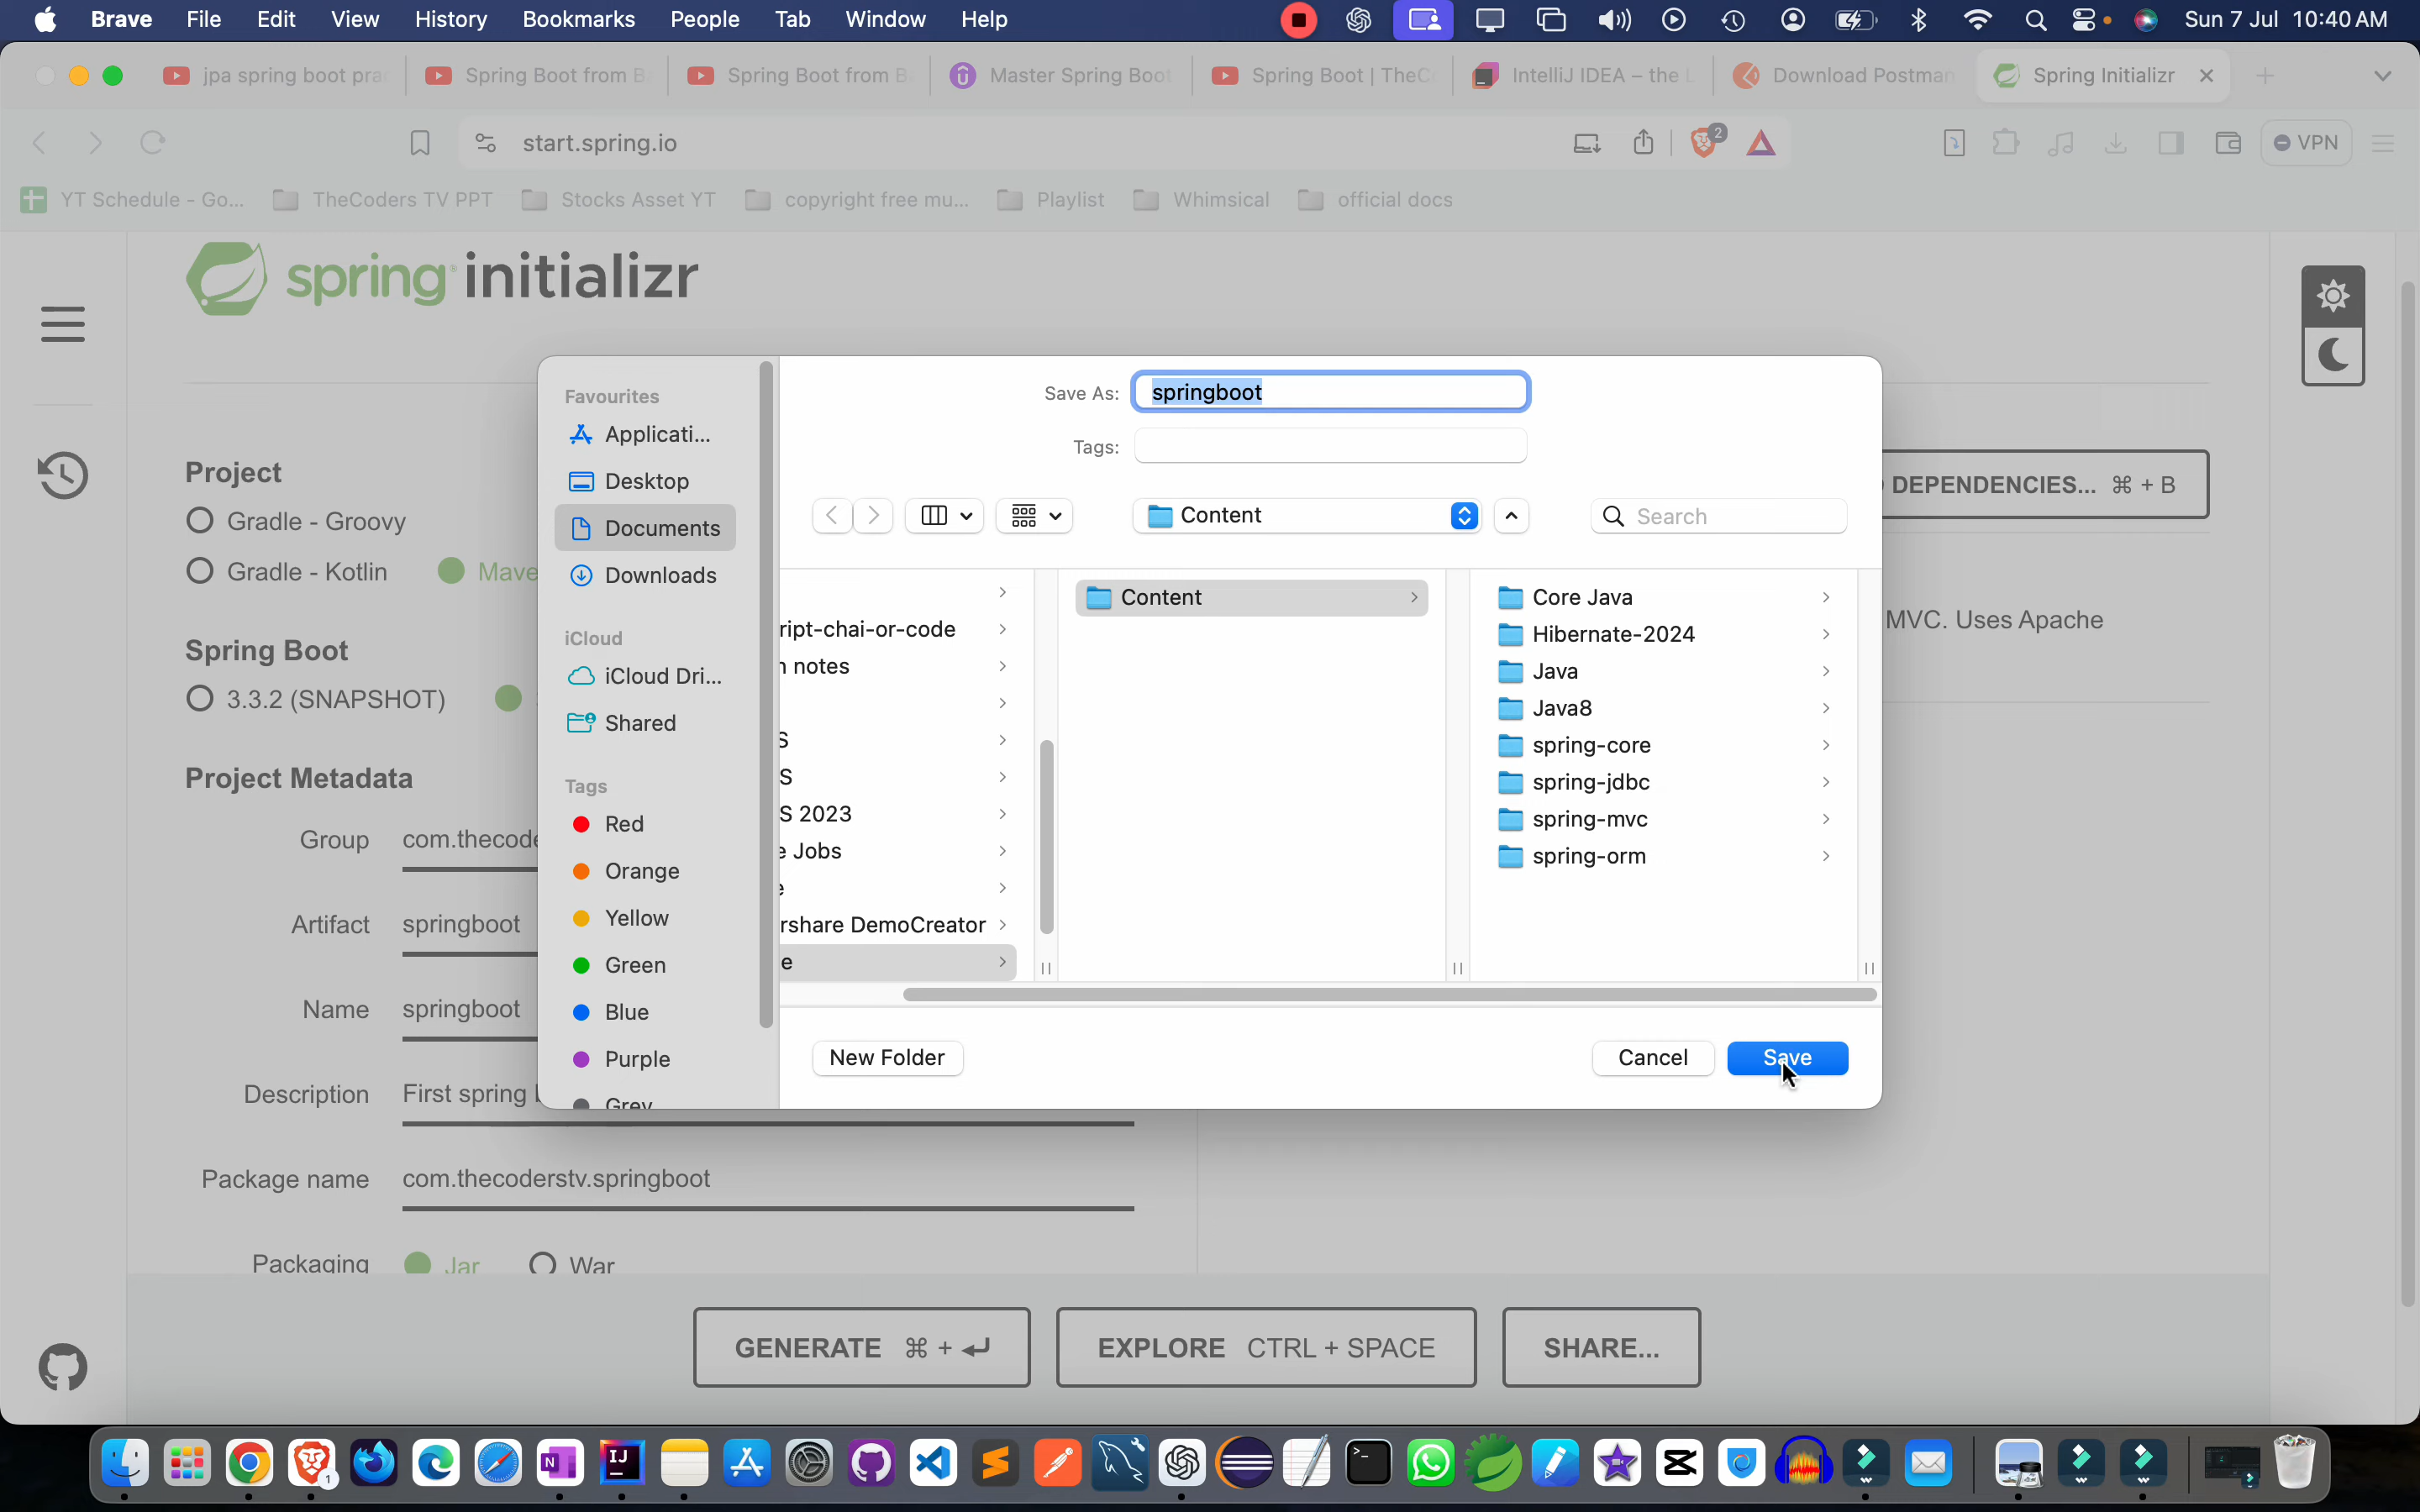 Brave File Edit View History Bookmarks People Tab Window Help Sun 7 Jul 10:40 AM
jpa spring boot pra Spring Boot from B Spring Boot from B Master Spring Boot Spring Boot | TheC IntelliJ IDEA – the L Download Postman Spring Initializr
start.spring.io 2 VPN
YT Schedule - Go... TheCoders TV PPT Stocks Asset YT copyright free mu... Playlist Whimsical official docs
spring initializr
Project
Gradle - Groovy
Gradle - Kotlin Mave
Spring Boot
3.3.2 (SNAPSHOT)
Project Metadata
Group com.thecode
Artifact springboot
Name springboot
Description First spring
Package name com.thecoderstv.springboot
Packaging Jar War
DEPENDENCIES... ⌘ + B
MVC. Uses Apache
Favourites
Applicati...
Desktop
Documents
Downloads
iCloud
iCloud Dri...
Shared
Tags
Red
Orange
Yellow
Green
Blue
Purple
Grey
Save As: springboot
Tags:
Content Search
ript-chai-or-code
notes
S
S
S 2023
e Jobs
e
rshare DemoCreator
e
Content
Core Java
Hibernate-2024
Java
Java8
spring-core
spring-jdbc
spring-mvc
spring-orm
New Folder Cancel Save
GENERATE ⌘ + ↵ EXPLORE CTRL + SPACE SHARE...